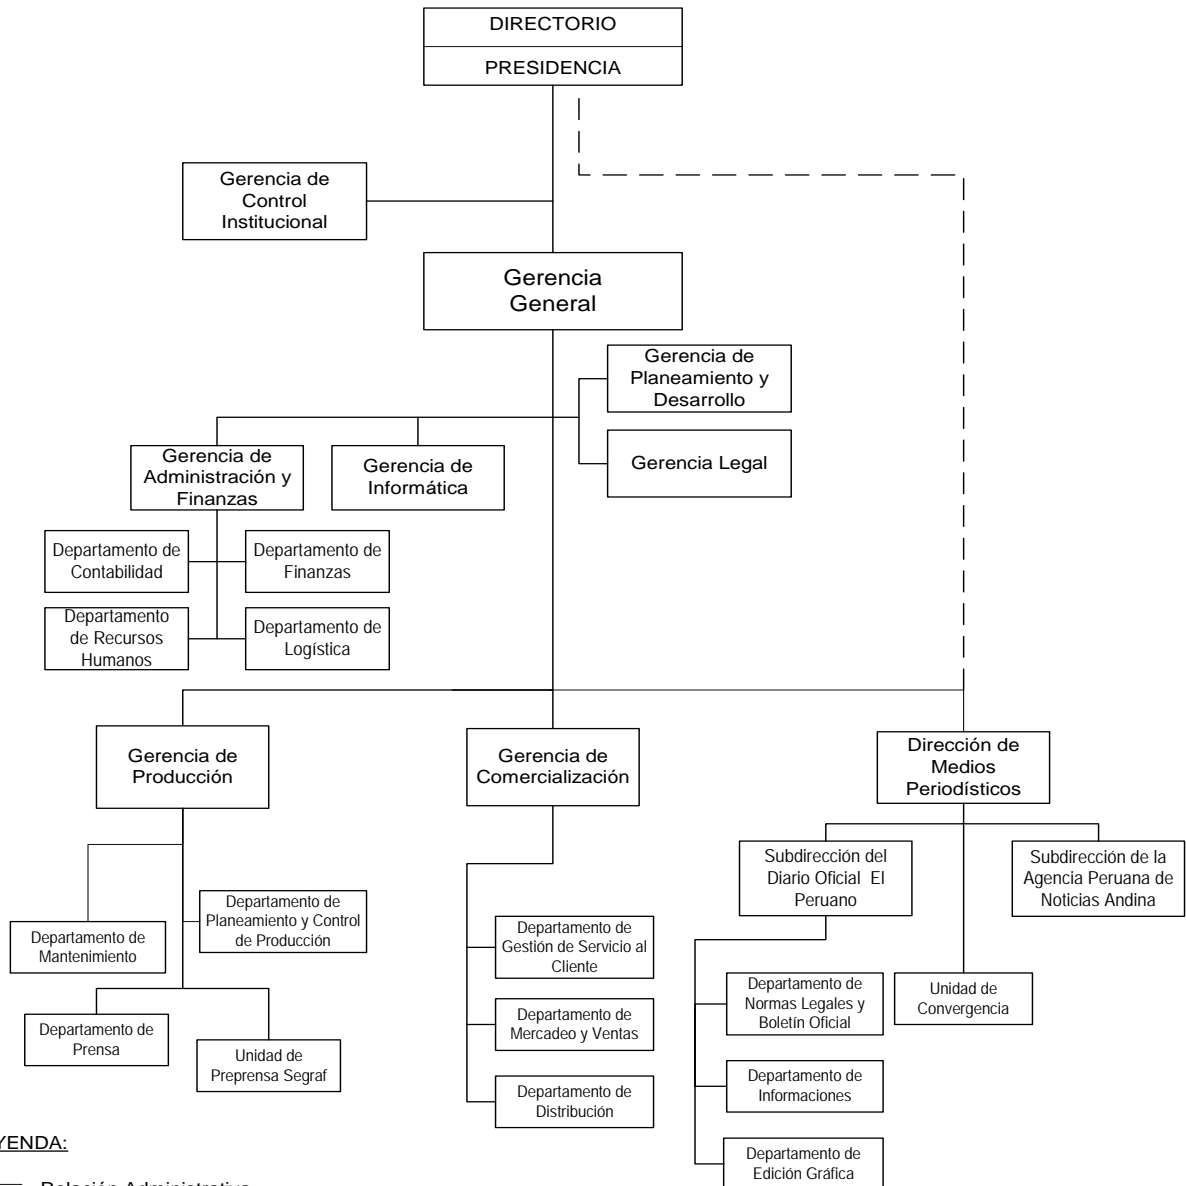 DIRECTORIO
PRESIDENCIA
Gerencia de
Control
Institucional
Gerencia
General
Gerencia de
Planeamiento y
Desarrollo
Gerencia Legal
Gerencia de
Administración y
Finanzas
Gerencia de
Informática
Departamento de
Contabilidad
Departamento de
Finanzas
Departamento
de Recursos
Humanos
Departamento de
Logística
Gerencia de
Producción
Gerencia de
Comercialización
Dirección de
Medios
Periodísticos
Departamento de
Mantenimiento
Departamento de
Planeamiento y Control
de Producción
Departamento de
Prensa
Unidad de
Preprensa Segraf
Departamento de
Gestión de Servicio al
Cliente
Departamento de
Mercadeo y Ventas
Departamento de
Distribución
Subdirección del
Diario Oficial El
Peruano
Subdirección de la
Agencia Peruana de
Noticias Andina
Departamento de
Normas Legales y
Boletín Oficial
Unidad de
Convergencia
Departamento de
Informaciones
Departamento de
Edición Gráfica
YENDA:
Relación Administrativa